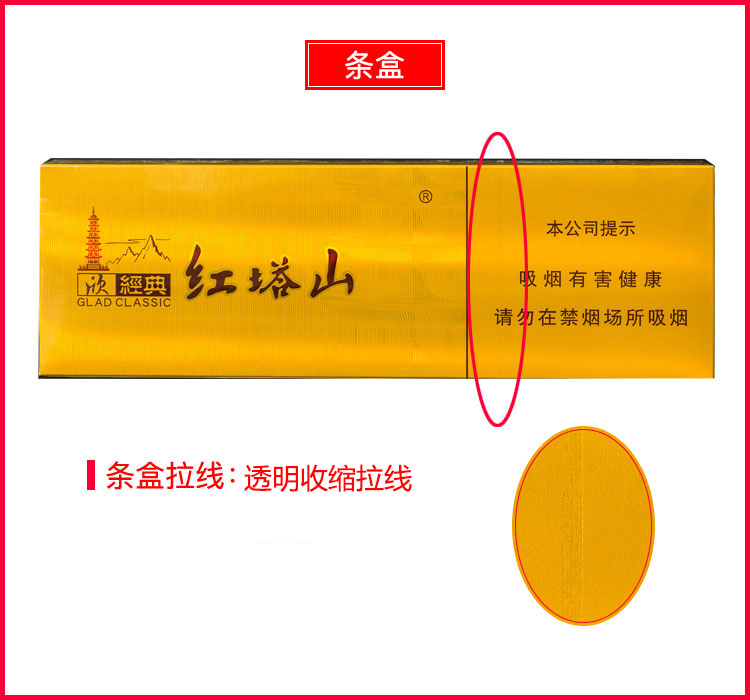 条盒
®
欣 經典
GLAD CLASSIC
红塔山
本公司提示
吸烟有害健康
请勿在禁烟场所吸烟
条盒拉线：透明收缩拉线